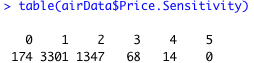 > table(airData$Price.Sensitivity)
0 1 2 3 4 5
174 3301 1347 68 14 0